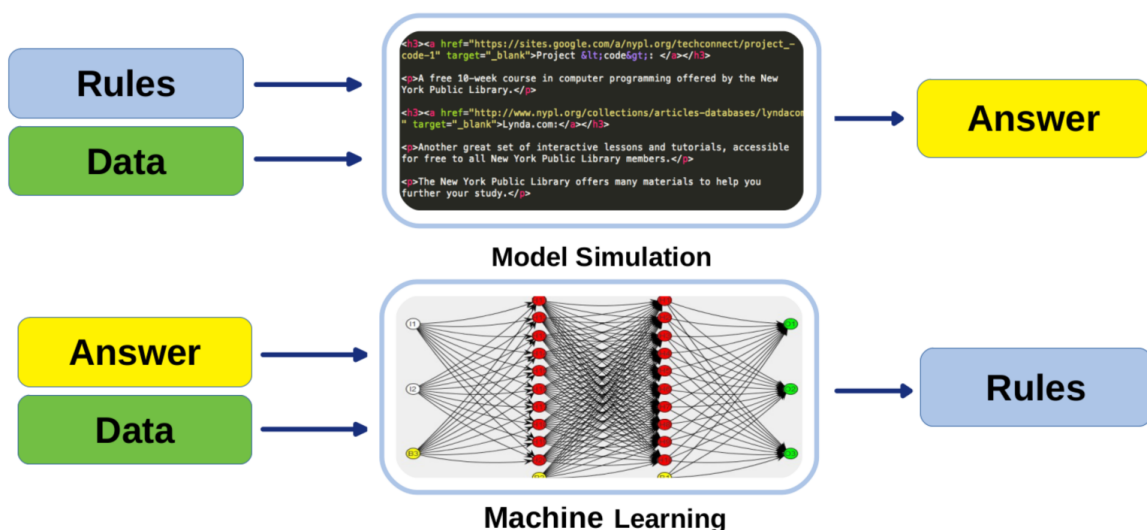 Rules
Data
<h3><a href="https://sites.google.com/a/nypl.org/techconnect/project_-
code-1" target="_blank">Project &lt;code&gt;: </a></h3>
<p>A free 10-week course in computer programming offered by the New
York Public Library.</p>
<h3><a href="http://www.nypl.org/collections/articles-databases/lyndacom
" target="_blank">Lynda.com:</a></h3>
<p>Another great set of interactive lessons and tutorials, accessible
for free to all New York Public Library members.</p>
<p>The New York Public Library offers many materials to help you
further your study.</p>
Answer
Model Simulation
Answer
Data
I1
I2
B3
O1
O2
O3
Rules
Machine Learning